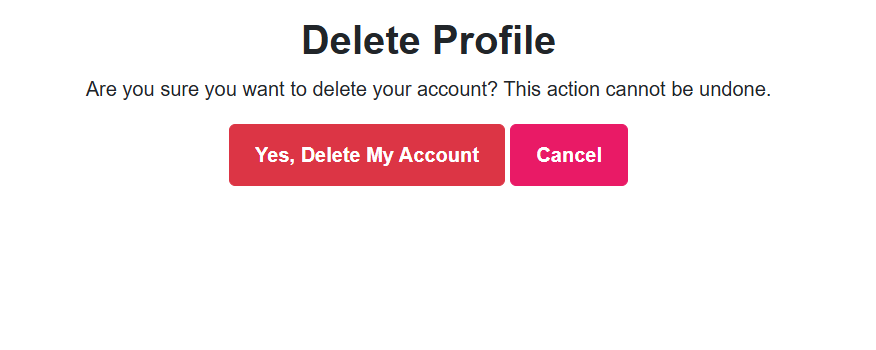 Delete Profile
Are you sure you want to delete your account? This action cannot be undone.
Yes, Delete My Account
Cancel